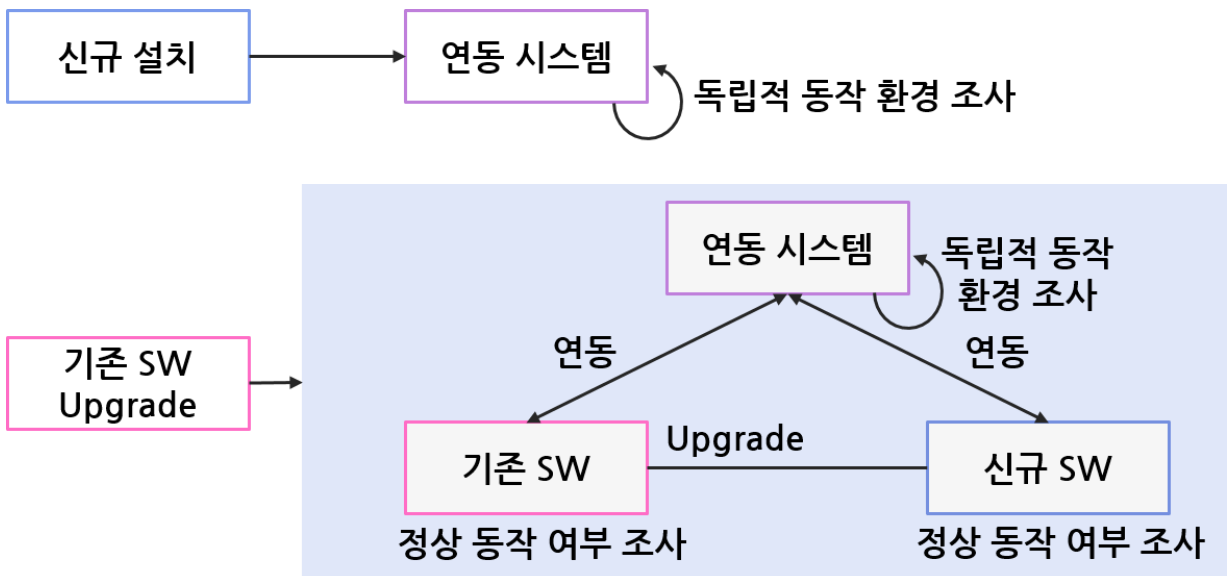 신규 설치
연동 시스템
독립적 동작 환경 조사
연동 시스템
독립적 동작
환경 조사
기존 SW
Upgrade
연동
연동
기존 SW
Upgrade
신규 SW
정상 동작 여부 조사
정상 동작 여부 조사